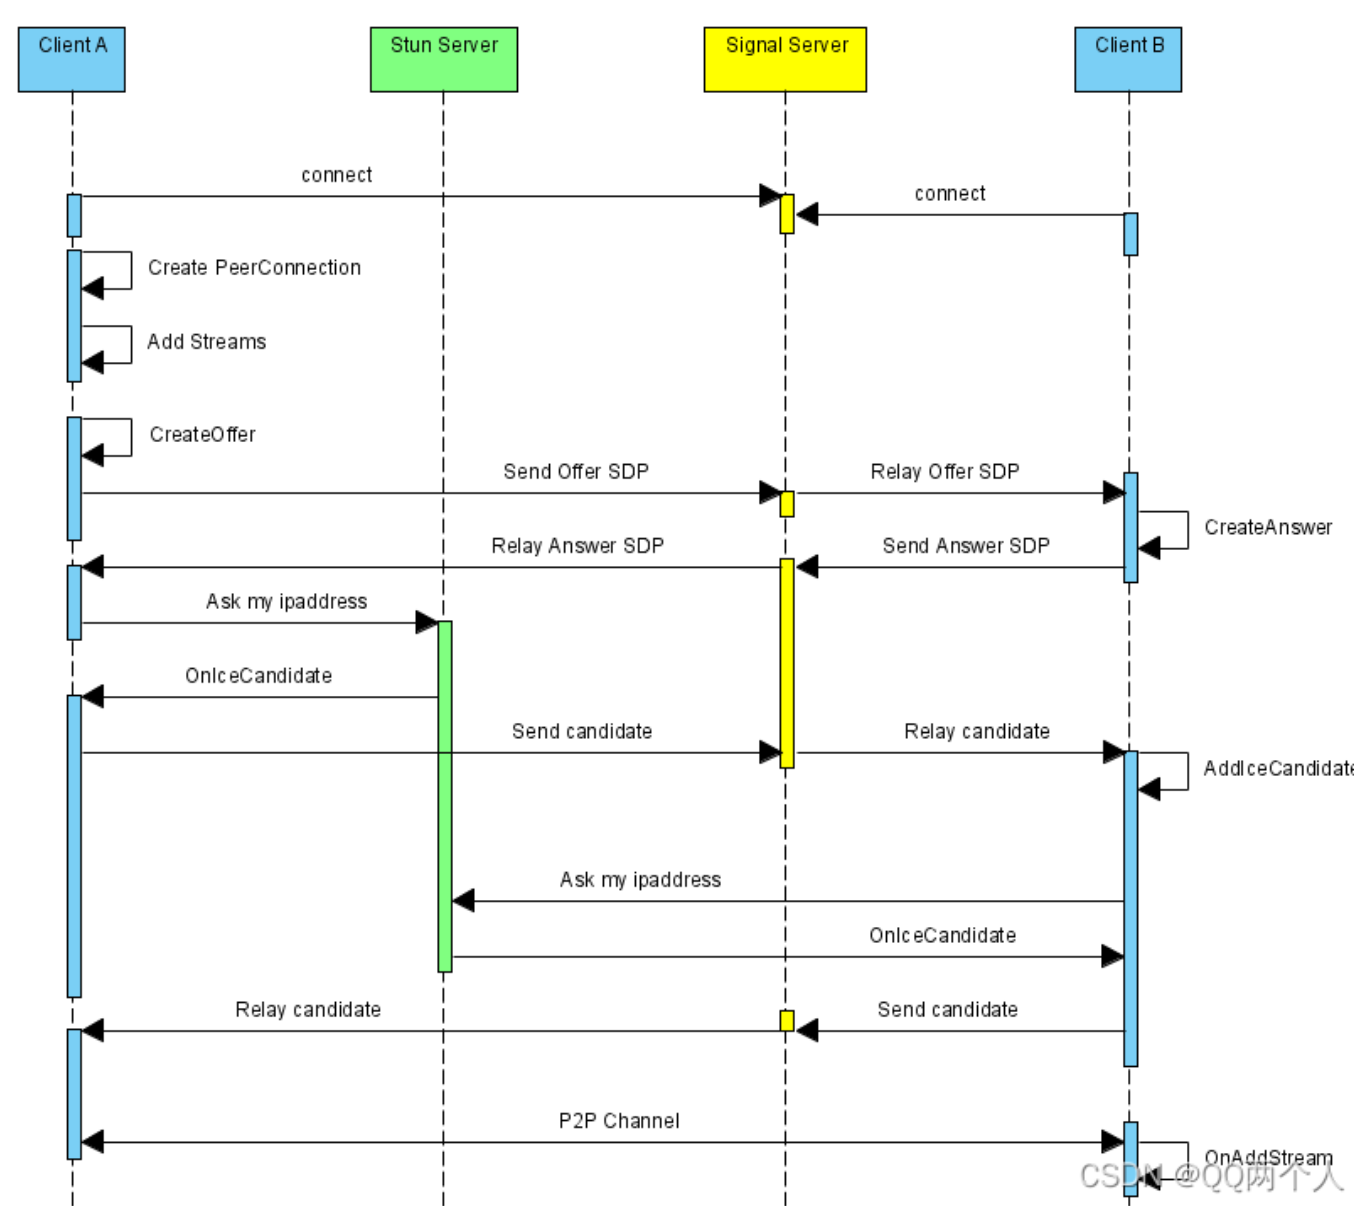 Client A
Stun Server
Signal Server
Client B
connect
connect
Create PeerConnection
Add Streams
CreateOffer
Send Offer SDP
Relay Offer SDP
CreateAnswer
Relay Answer SDP
Send Answer SDP
Ask my ipaddress
OnIceCandidate
Send candidate
Relay candidate
AddIceCandidate
Ask my ipaddress
OnIceCandidate
Relay candidate
Send candidate
P2P Channel
OnAddStream
CSDN @QQ两个人